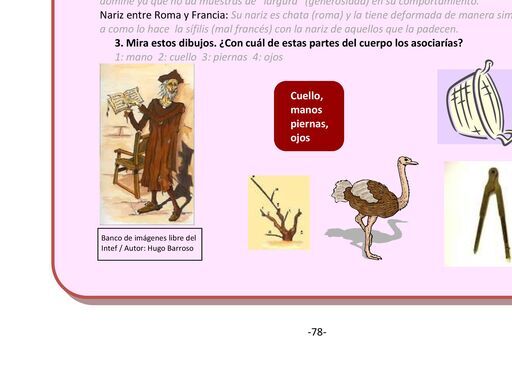 domine ya que no da muestras de "largura" (generosidad) en su comportamiento.
Nariz entre Roma y Francia: Su nariz es chata (roma) y la tiene deformada de manera sim
a como lo hace la sífilis (mal francés) con la nariz de aquellos que la padecen.
3. Mira estos dibujos. ¿Con cuál de estas partes del cuerpo los asociarías?
1: mano 2: cuello 3: piernas 4: ojos
Cuello,
manos
piernas,
ojos
Banco de imágenes libre del
Intef / Autor: Hugo Barroso
-78-